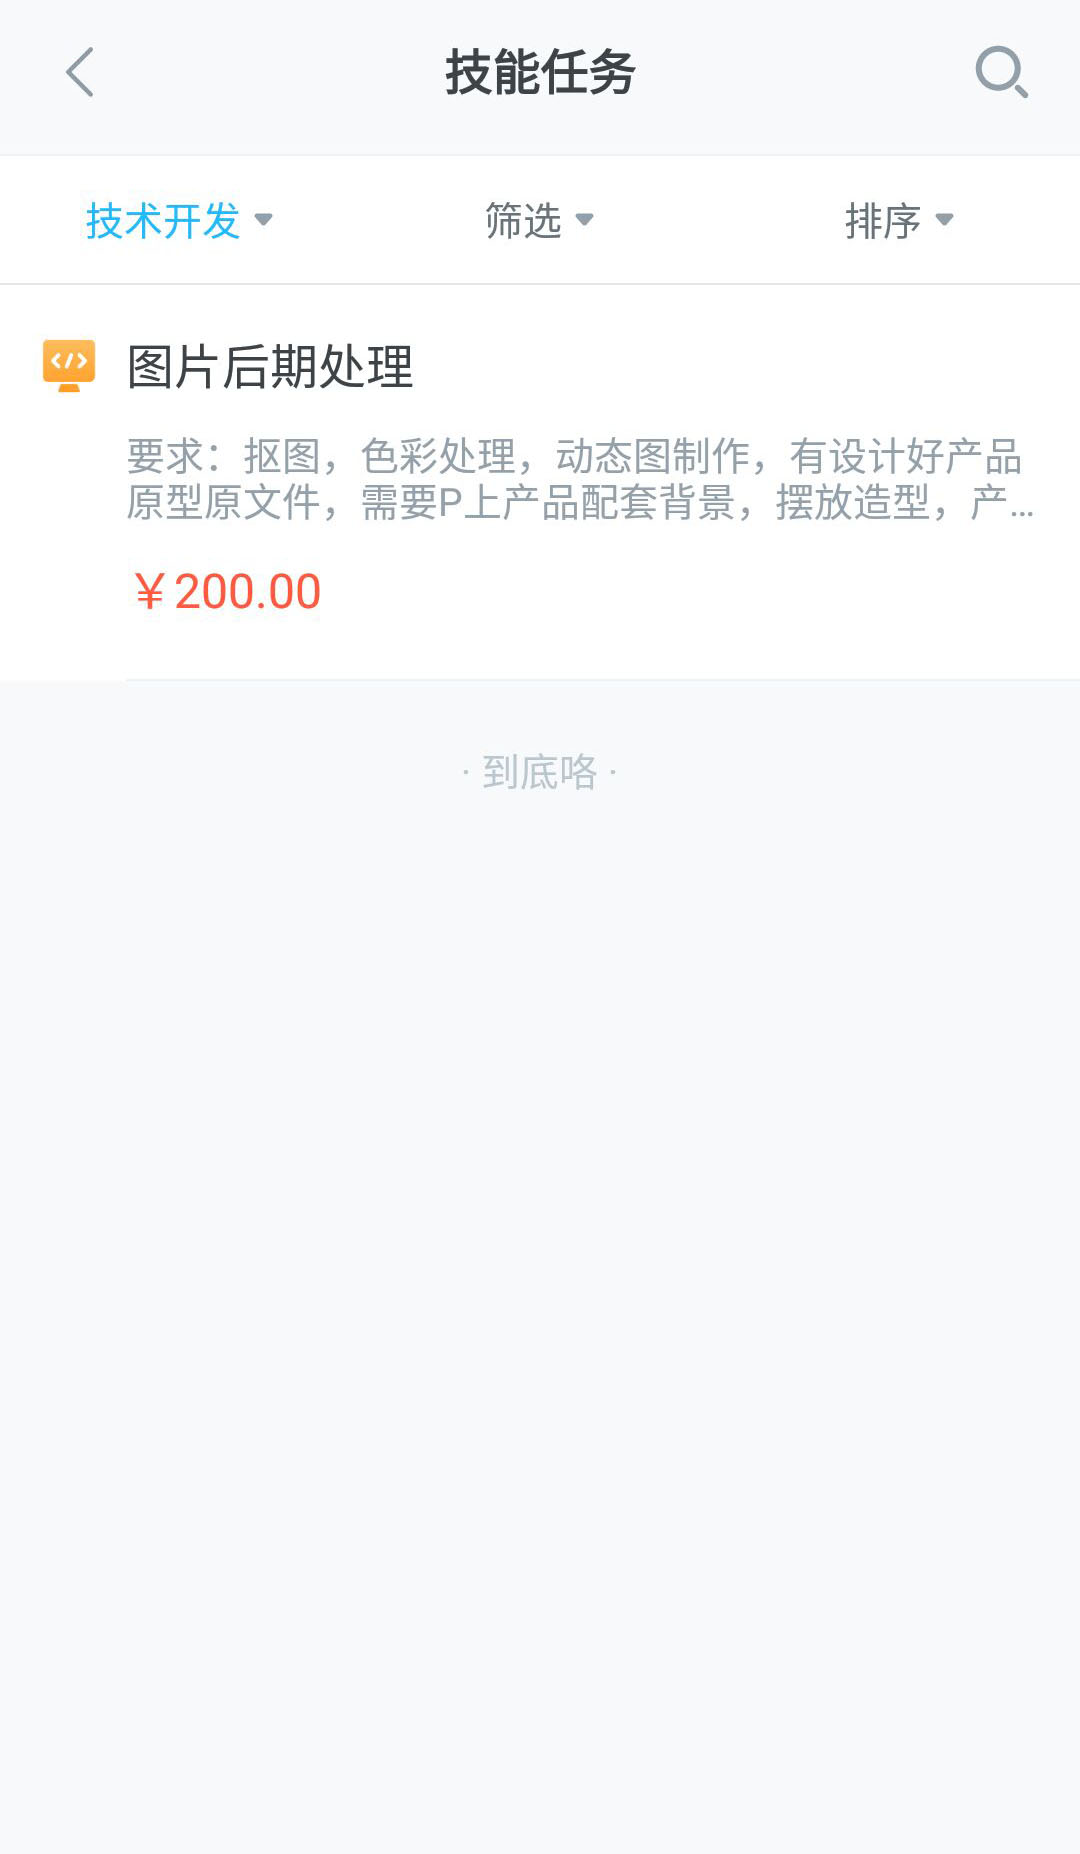 技能任务
技术开发
筛选
排序
图片后期处理
要求：抠图，色彩处理，动态图制作，有设计好产品
原型原文件，需要P上产品配套背景，摆放造型，产...
￥200.00
· 到底咯 ·